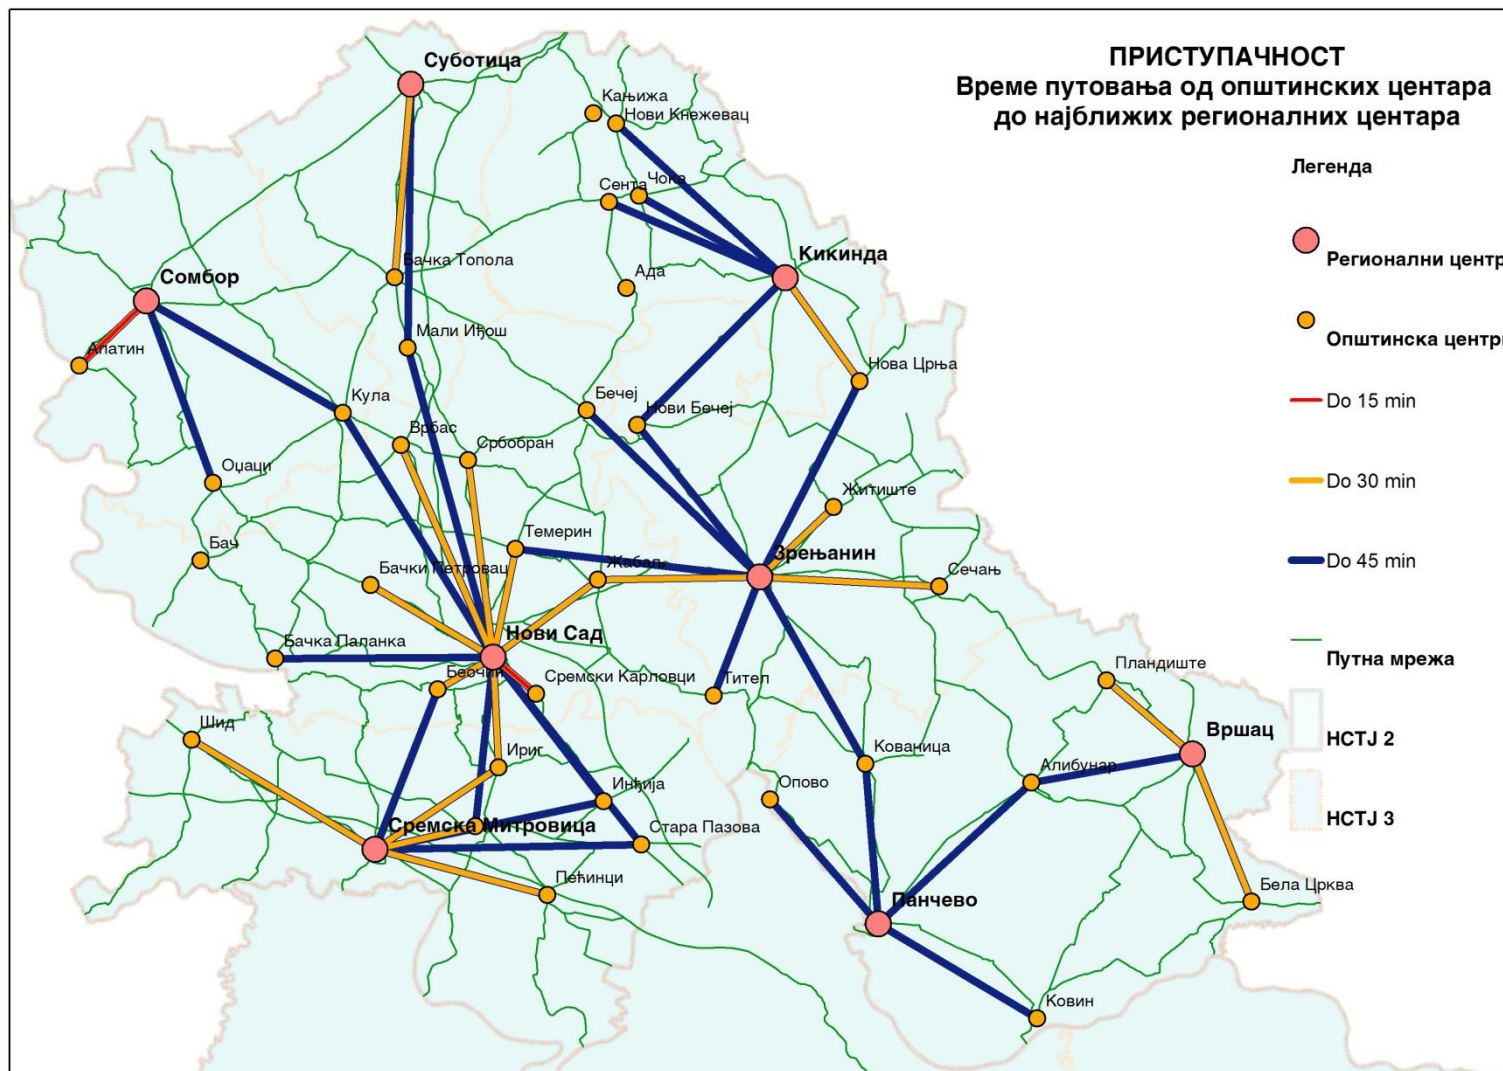 ПРИСТУПАЧНОСТ
Време путовања од општинских центара
до најближих регионалних центара
Легенда
Регионални центр
Општинска центр
Do 15 min
Do 30 min
Do 45 min
Путна мрежа
НСТЈ 2
НСТЈ 3
Суботица
Кањижа
Нови Кнежевац
Сента
Чока
Бачка Топола
Кикинда
Сомбор
Ада
Мали Иђош
Апатин
Нова Црња
Кула
Бечеј
Нови Бечеј
Врбас
Србобран
Оџаци
Житиште
Темерин
Зрењанин
Бач
Жабаљ
Сечањ
Бачки Петровац
Нови Сад
Бачка Паланка
Беочин
Сремски Карловци
Тител
Пландиште
Шид
Вршац
Ириг
Ковачица
Алибунар
Опово
Инђија
Сремска Митровица
Стара Пазова
Пећинци
Бела Црква
Панчево
Ковин